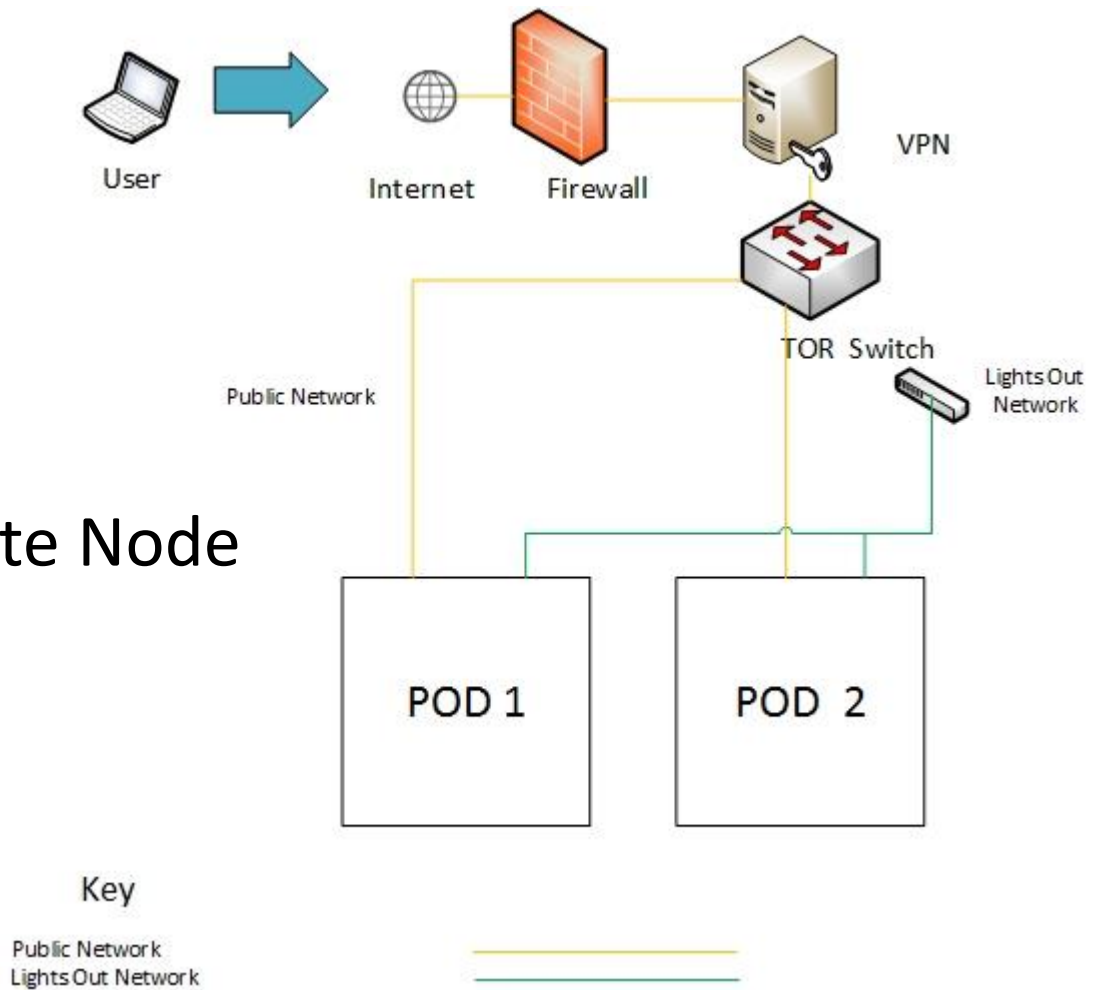 User
Internet
Firewall
VPN
TOR Switch
Lights Out
Network
Public Network
te Node
POD 1
POD 2
Key
Public Network
Lights Out Network